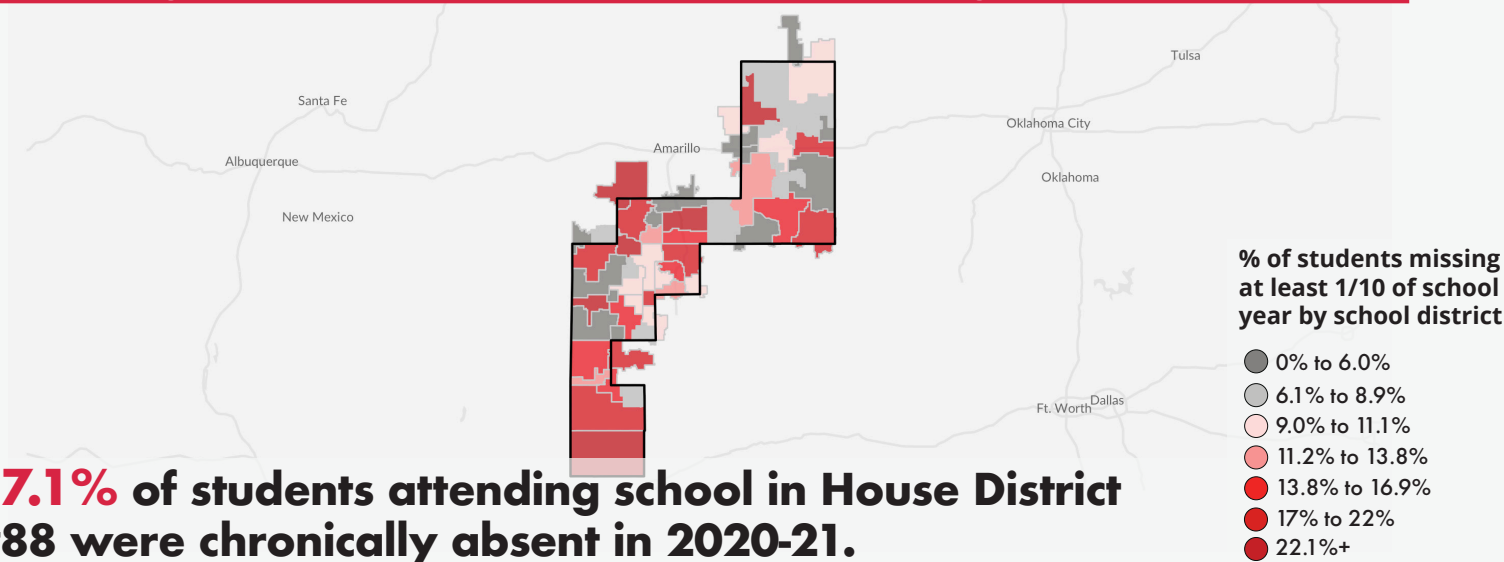 Tulsa
Santa Fe
Oklahoma City
Amarillo
Albuquerque
Oklahoma
New Mexico
% of students missing
at least 1/10 of school
year by school district
0% to 6.0%
6.1% to 8.9%
Ft. Worth Dallas
9.0% to 11.1%
11.2% to 13.8%
13.8% to 16.9%
17% to 22%
22.1%+
7.1% of students attending school in House District
88 were chronically absent in 2020-21.